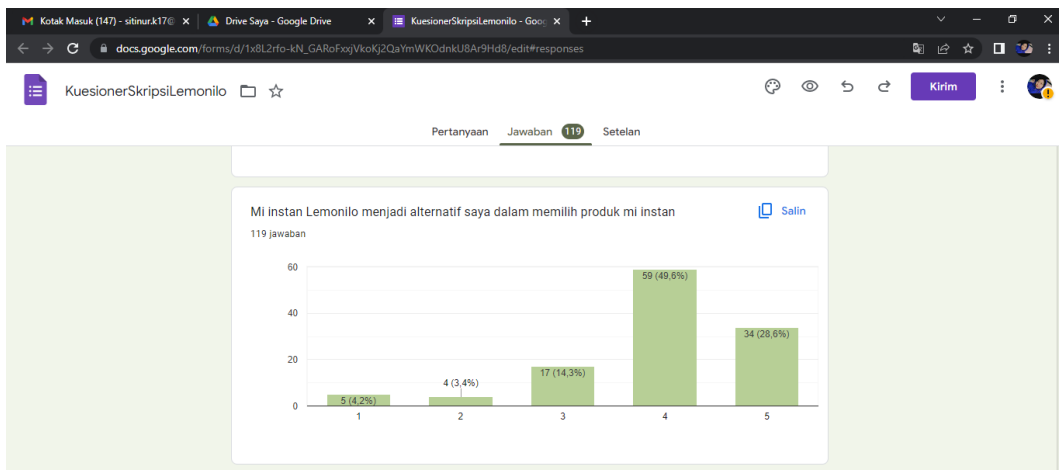 Kotak Masuk (147) - sitinur.k17@
Drive Saya - Google Drive
KuesionerSkripsiLemonilo - Goog
docs.google.com/forms/d/1x8L2rfo-kN_GARoFxxjVkoKj2QaYmWKOdnkU8Ar9Hd8/edit#responses
KuesionerSkripsiLemonilo
Kirim
Pertanyaan
Jawaban 119
Setelan
Mi instan Lemonilo menjadi alternatif saya dalam memilih produk mi instan
Salin
119 jawaban
60
40
20
0
5 (4,2%)
4 (3,4%)
17 (14,3%)
59 (49,6%)
34 (28,6%)
1
2
3
4
5